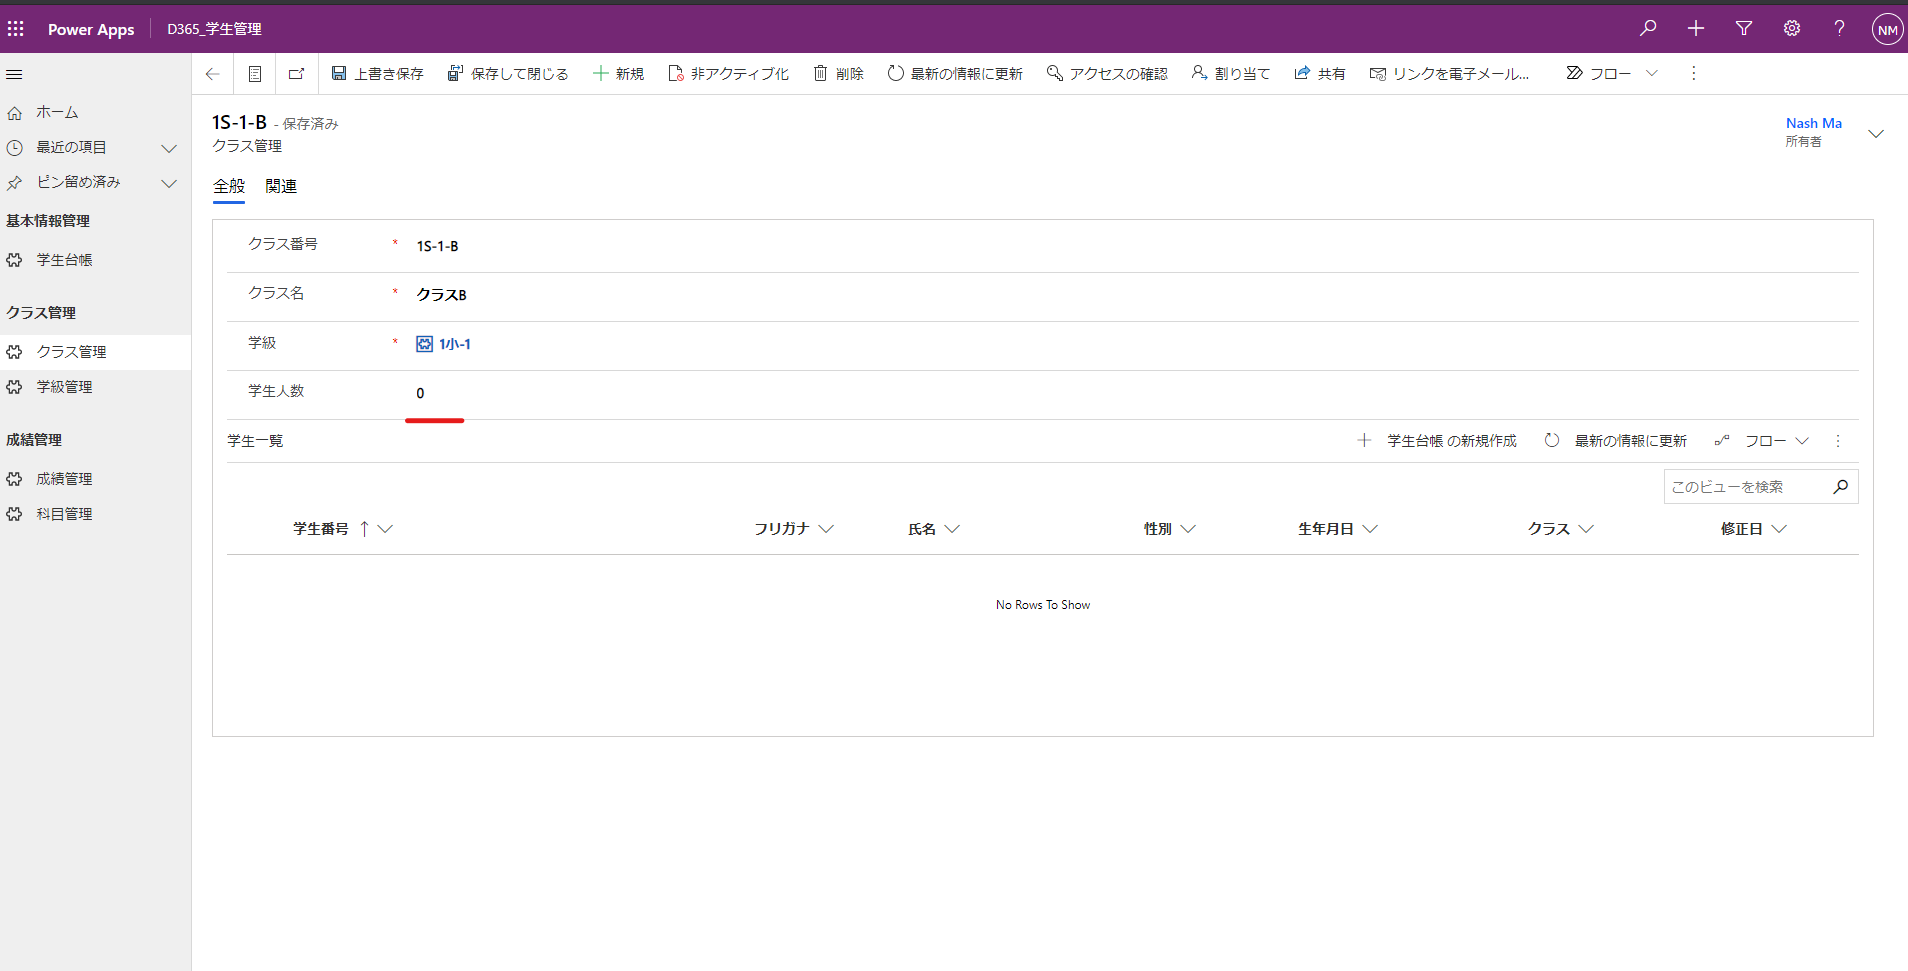 Power Apps D365_学生管理 NM
上書き保存 保存して閉じる 新規 非アクティブ化 削除 最新の情報に更新 アクセスの確認 割り当て 共有 リンクを電子メール... フロー
ホーム
最近の項目
ピン留め済み
基本情報管理
学生台帳
クラス管理
クラス管理
学級管理
成績管理
成績管理
科目管理
1S-1-B - 保存済み
クラス管理
Nash Ma
所有者
全般 関連
クラス番号 * 1S-1-B
クラス名 * クラスB
学級 * 1小-1
学生人数 0
学生一覧 学生台帳 の新規作成 最新の情報に更新 フロー
このビューを検索
学生番号 フリガナ 氏名 性別 生年月日 クラス 修正日
No Rows To Show